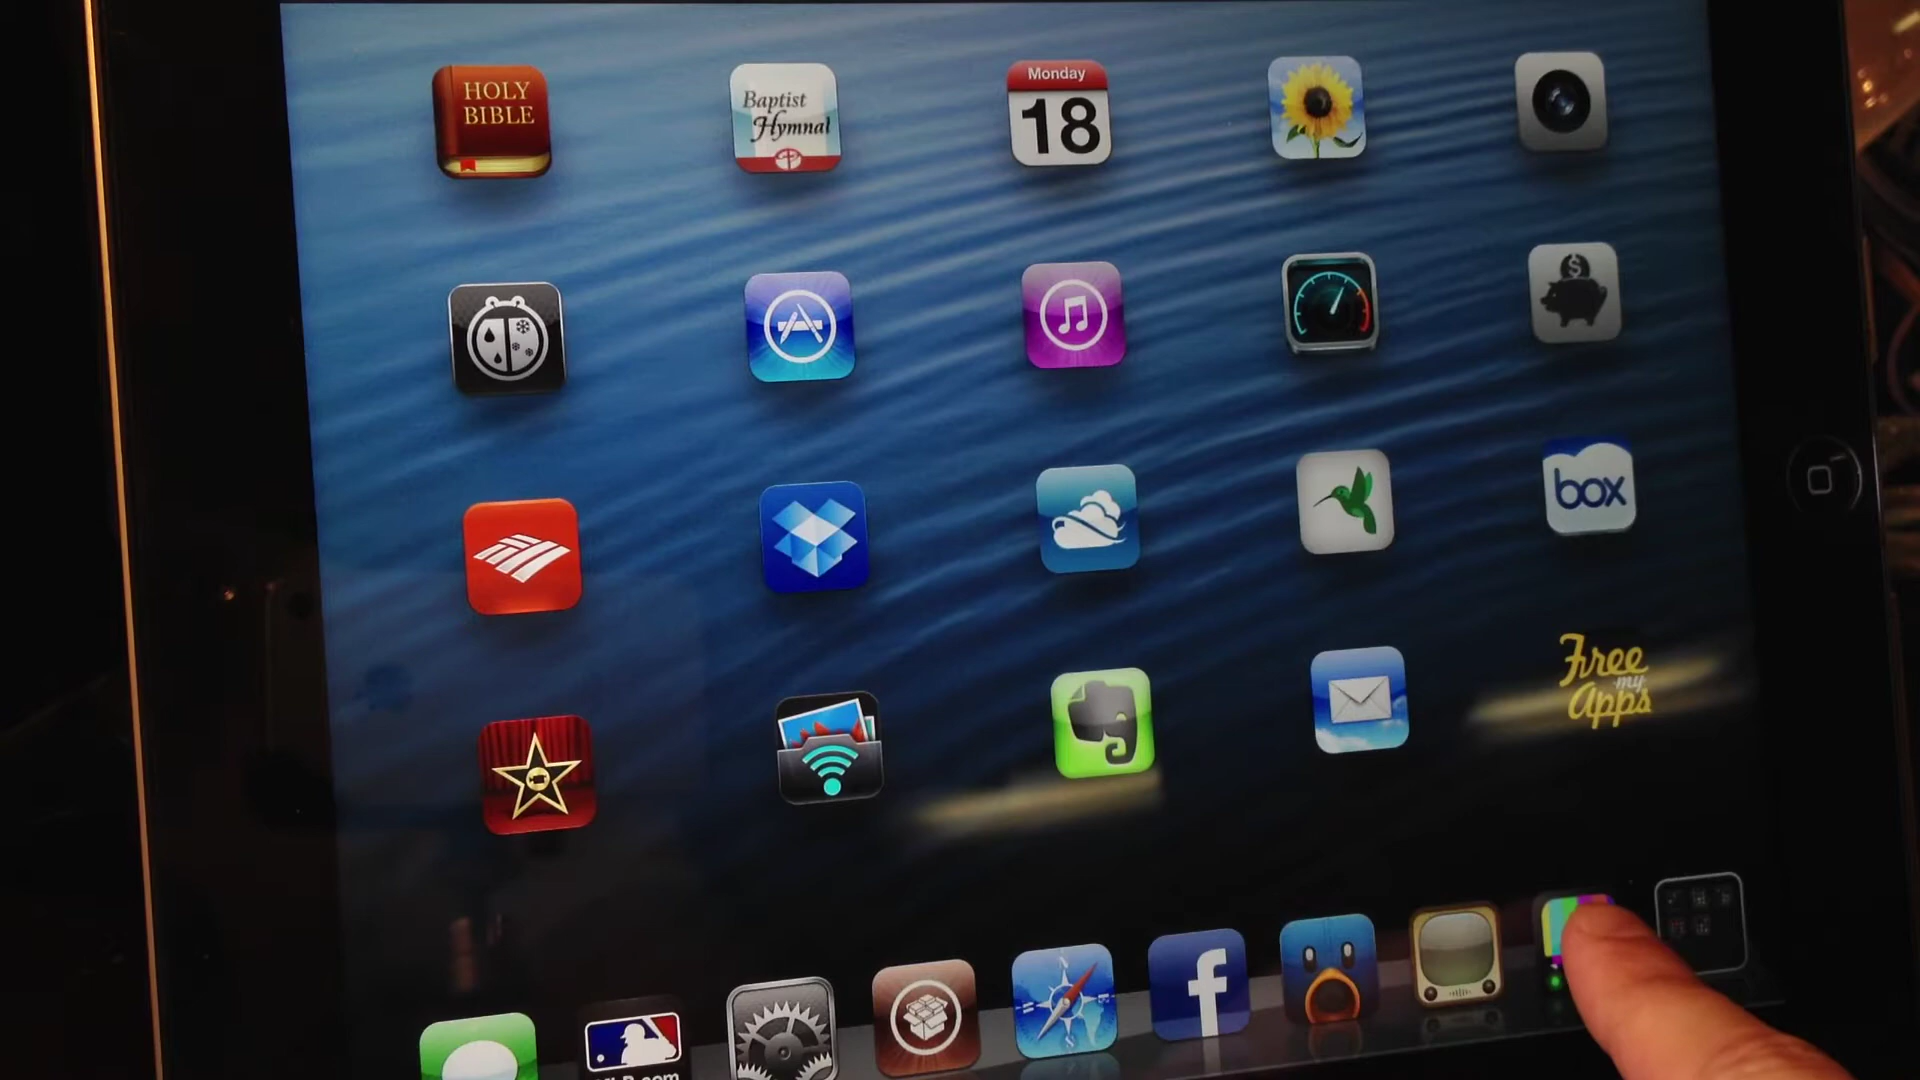 HOLY
BIBLE
Baptist
Hymnal
Monday
18
$
box
Free
my
Apps
f